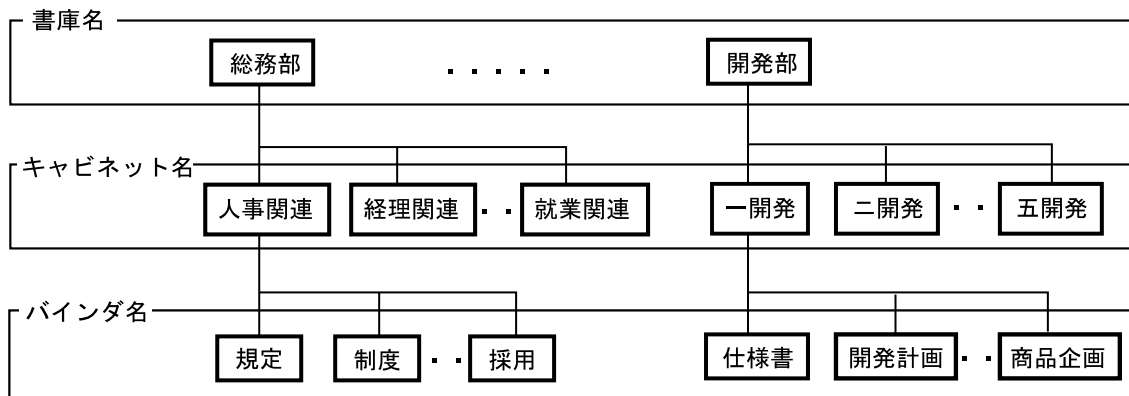 書庫名
総務部 ・・・・・ 開発部
キャビネット名
人事関連 経理関連 ・・ 就業関連 一開発 二開発 ・・ 五開発
バインダ名
規定 制度 ・・ 採用 仕様書 開発計画 ・・ 商品企画